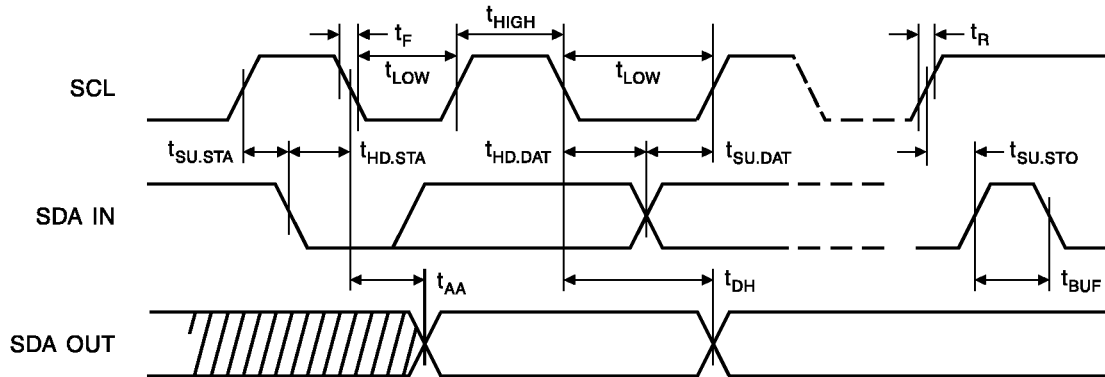 tF
tHIGH
tR
tLOW
tLOW
SCL
tSU.STA
tHD.STA
tHD.DAT
tSU.DAT
tSU.STO
SDA IN
tAA
tDH
tBUF
SDA OUT